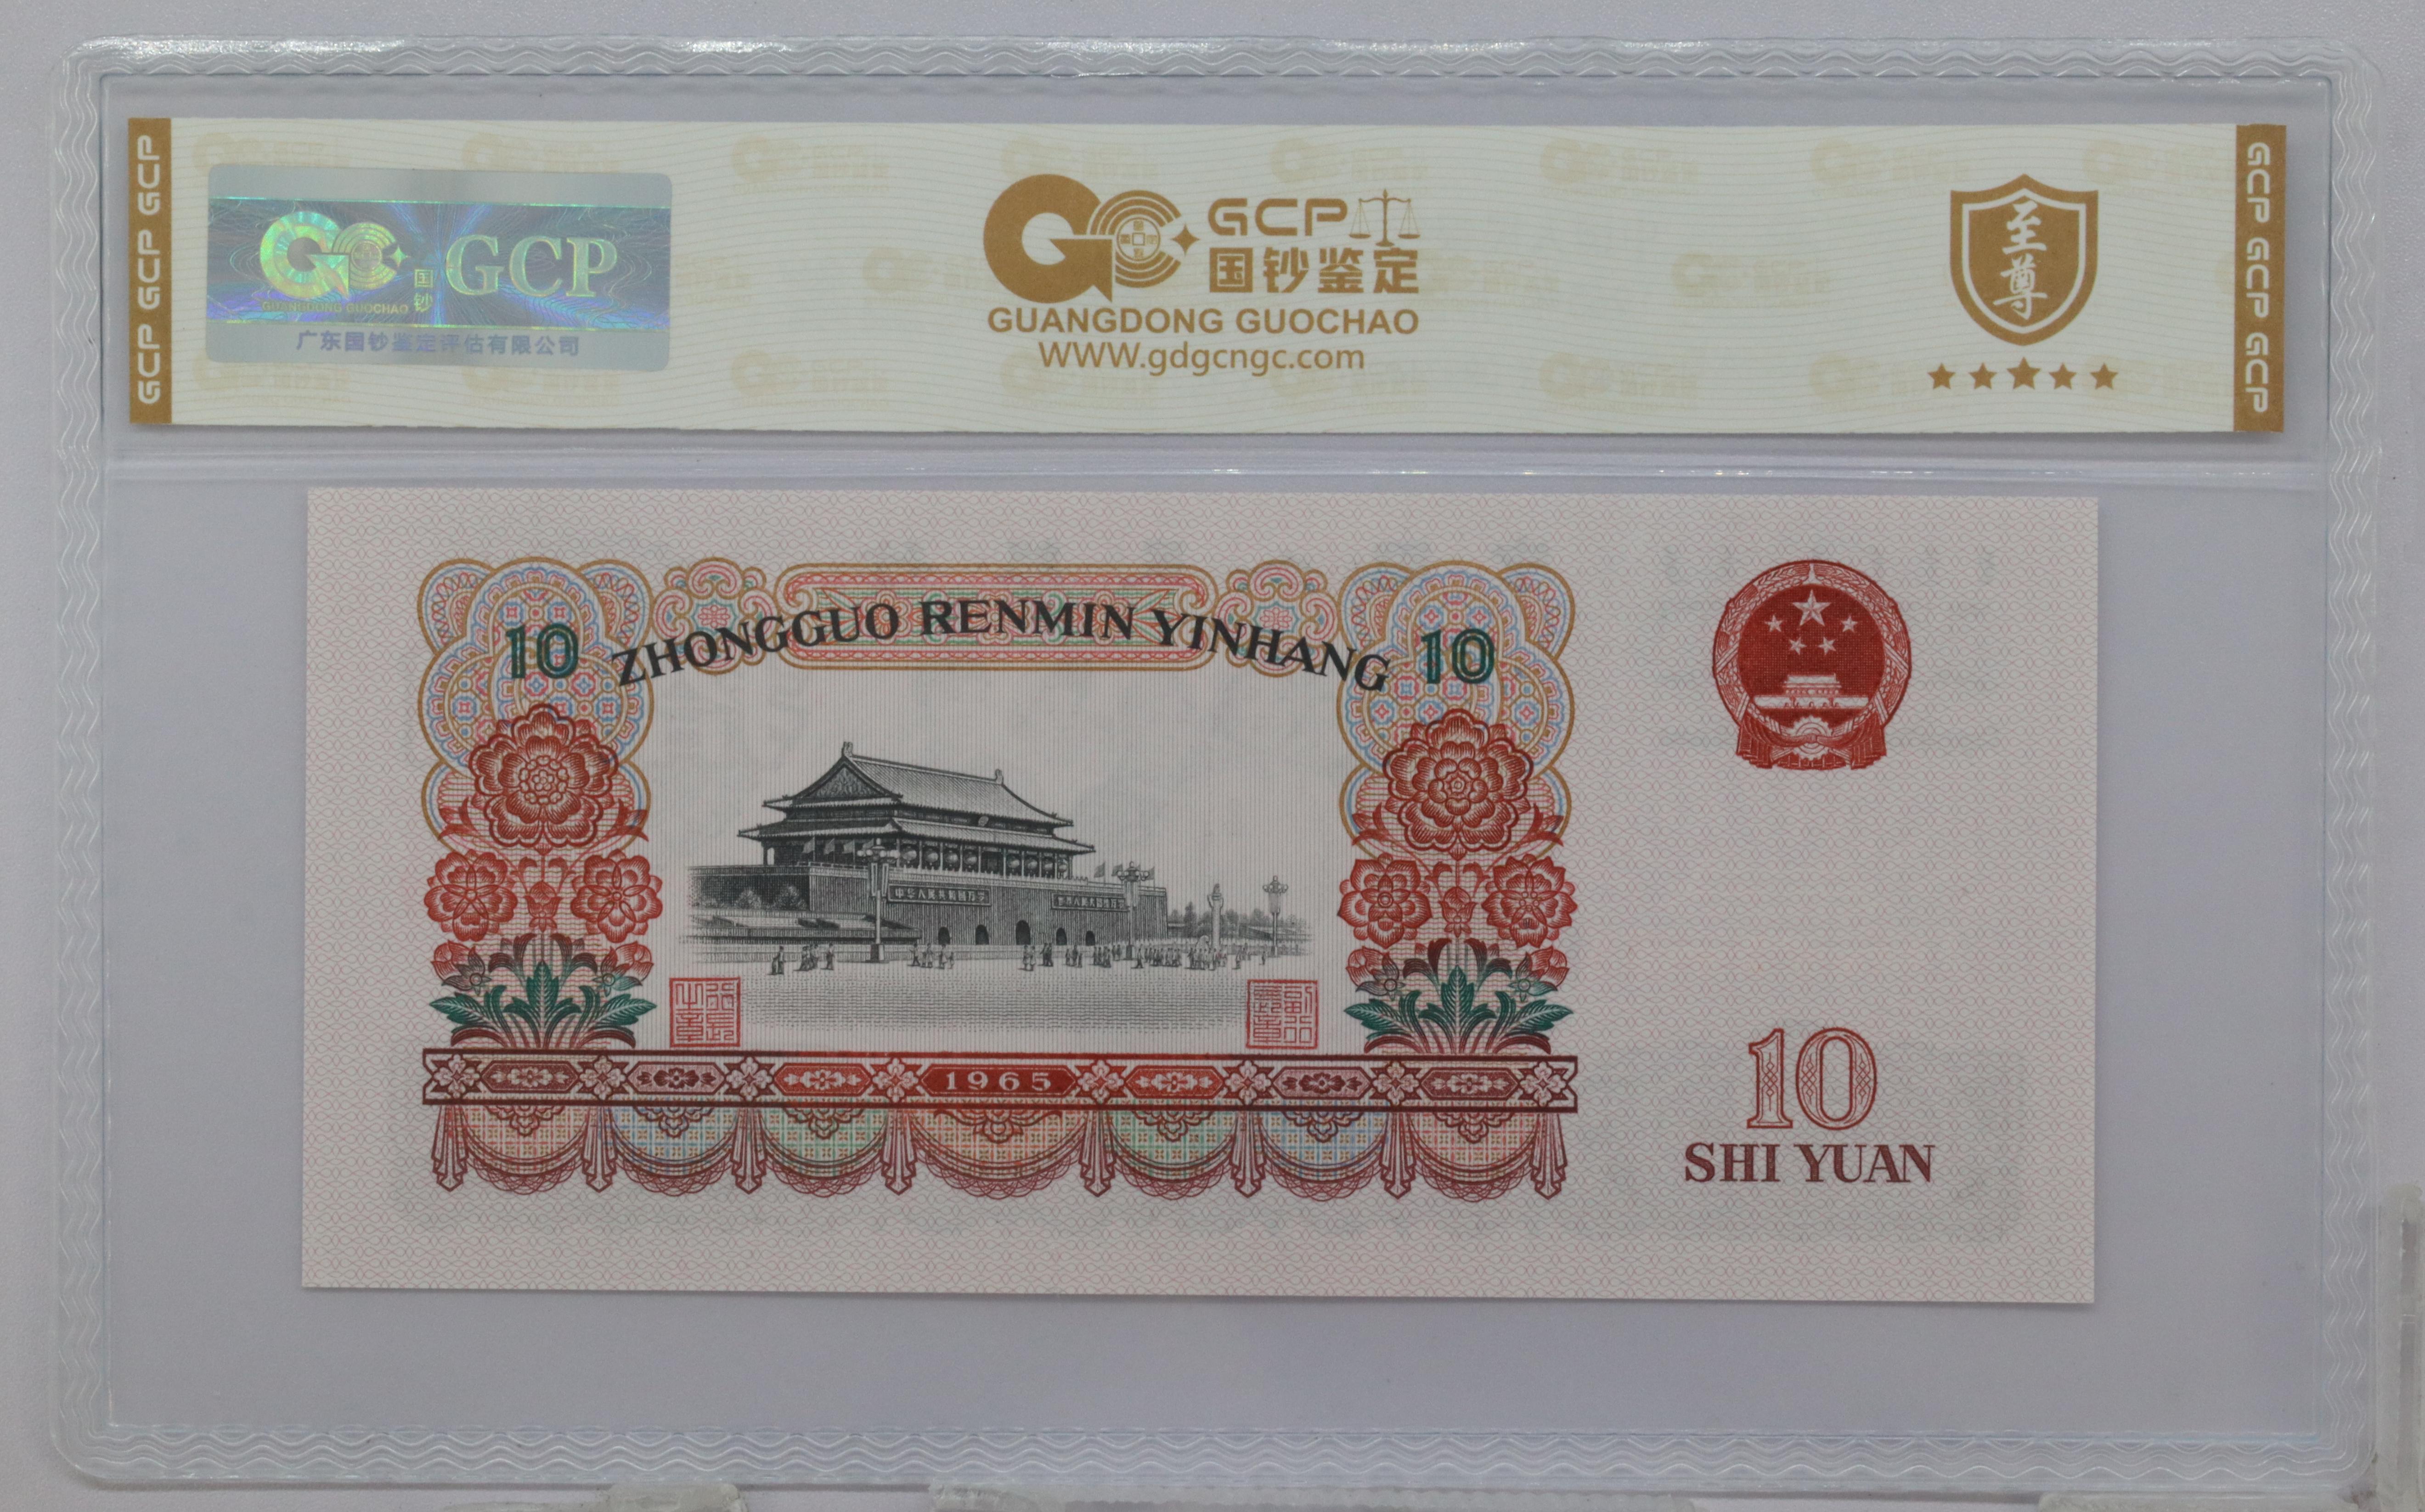 GCP GCP GCP
GCP
国钞
GUANGDONG GUOCHAO
广东国钞鉴定评估有限公司
GCP
国钞鉴定
GUANGDONG GUOCHAO
WWW.gdgcngc.com
至尊
GCP GCP GCP
ZHONGGUO RENMIN YINHANG
10
10
1965
10
SHI YUAN